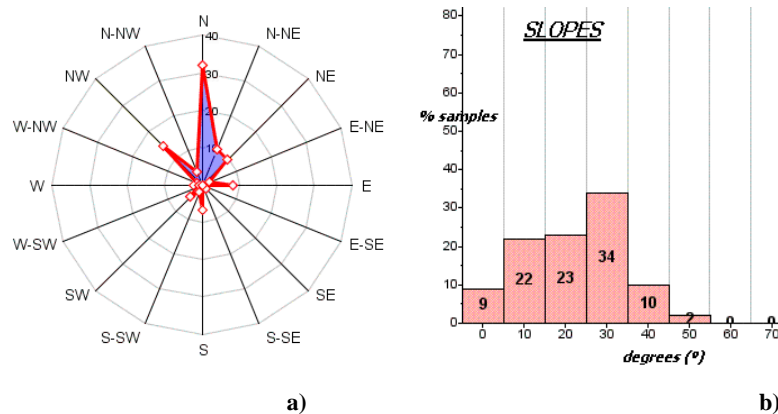 N
N-NW
N-NE
NW
NE
W-NW
E-NE
W
E
W-SW
E-SE
SW
SE
S-SW
S-SE
S
40
30
20
10
a)
SLOPES
% samples
80
70
60
50
40
30
20
10
0
9
22
23
34
10
2
0
0
0
10
20
30
40
50
60
70
degrees (º)
b)